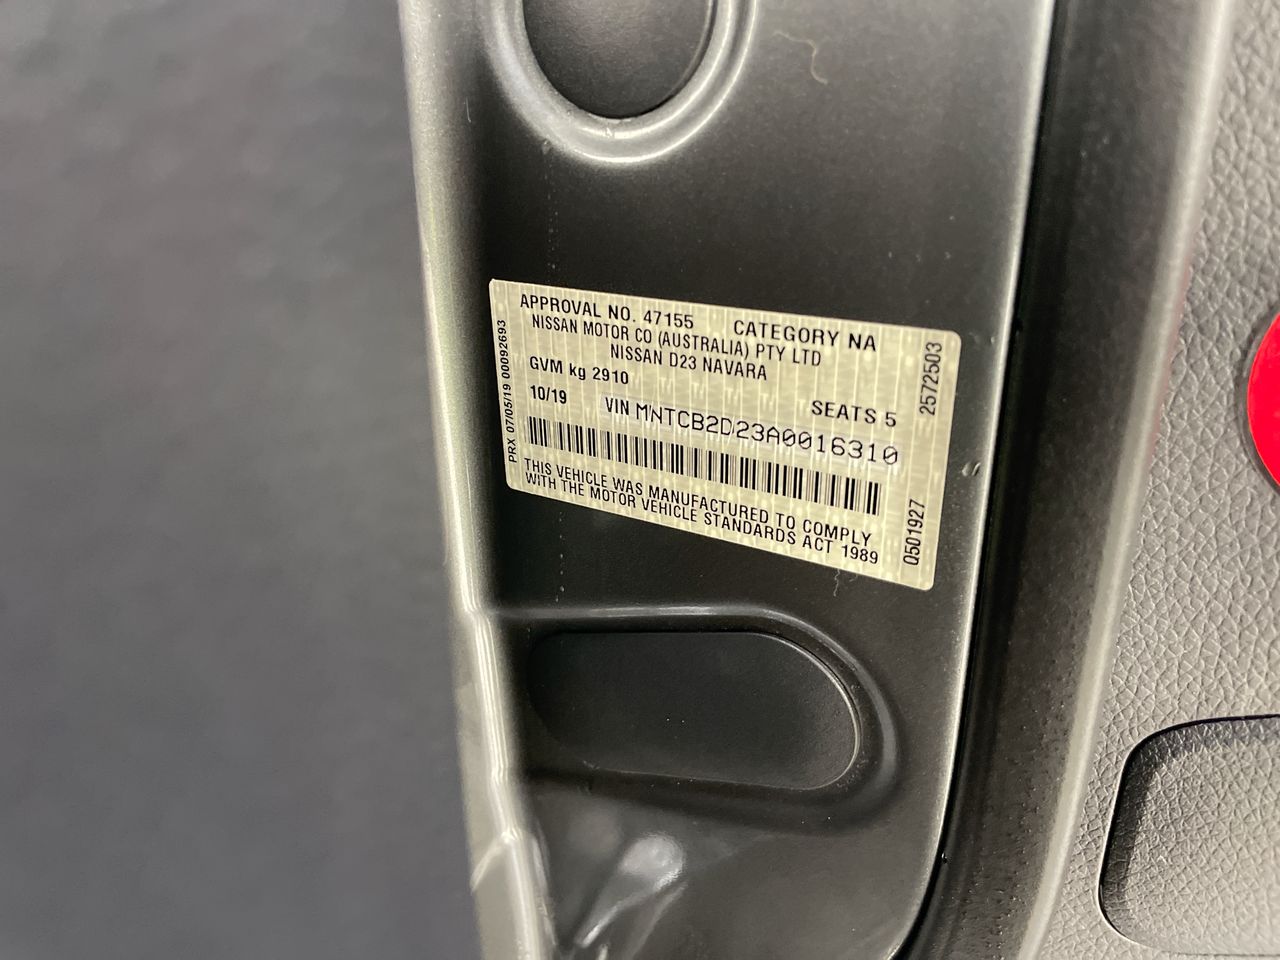 APPROVAL NO. 47155 CATEGORY NA
NISSAN MOTOR CO (AUSTRALIA) PTY LTD
NISSAN D23 NAVARA
GVM kg 2910
SEATS 5
10/19 VIN MNTCB2D23A0016310
THIS VEHICLE WAS MANUFACTURED TO COMPLY
WITH THE MOTOR VEHICLE STANDARDS ACT 1989
PRX 07/05/19 00092693
2572503
Q501927